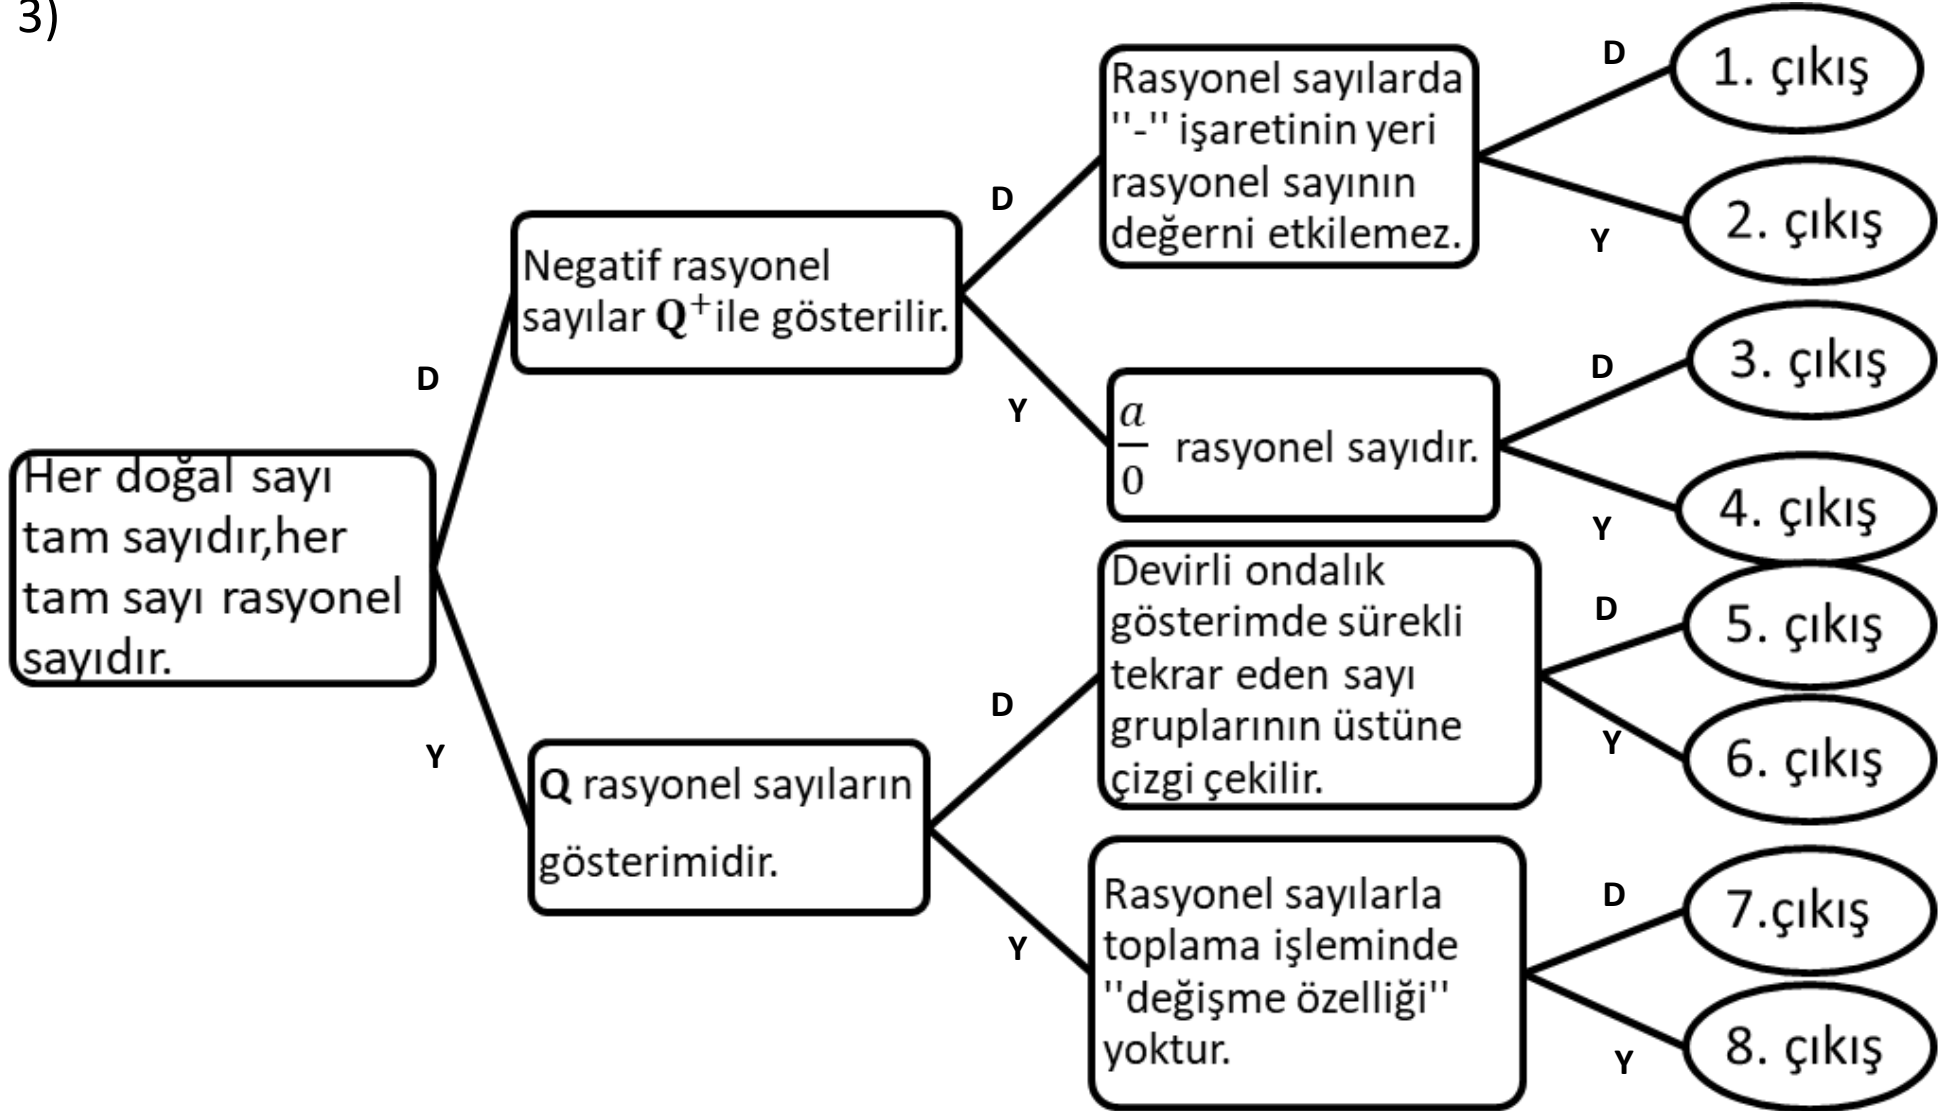 3)
Her doğal sayı
tam sayıdır,her
tam sayı rasyonel
sayıdır.
D
Y
Negatif rasyonel
sayılar Q⁺ ile gösterilir.
D
Y
Q rasyonel sayıların
gösterimidir.
D
Y
Rasyonel sayılarda
"-" işaretinin yeri
rasyonel sayının
değerni etkilemez.
D
Y
a
0
rasyonel sayıdır.
D
Y
Devirli ondalık
gösterimde sürekli
tekrar eden sayı
gruplarının üstüne
çizgi çekilir.
D
Y
Rasyonel sayılarla
toplama işleminde
''değişme özelliği''
yoktur.
D
Y
1. çıkış
2. çıkış
3. çıkış
4. çıkış
5. çıkış
6. çıkış
7.çıkış
8. çıkış